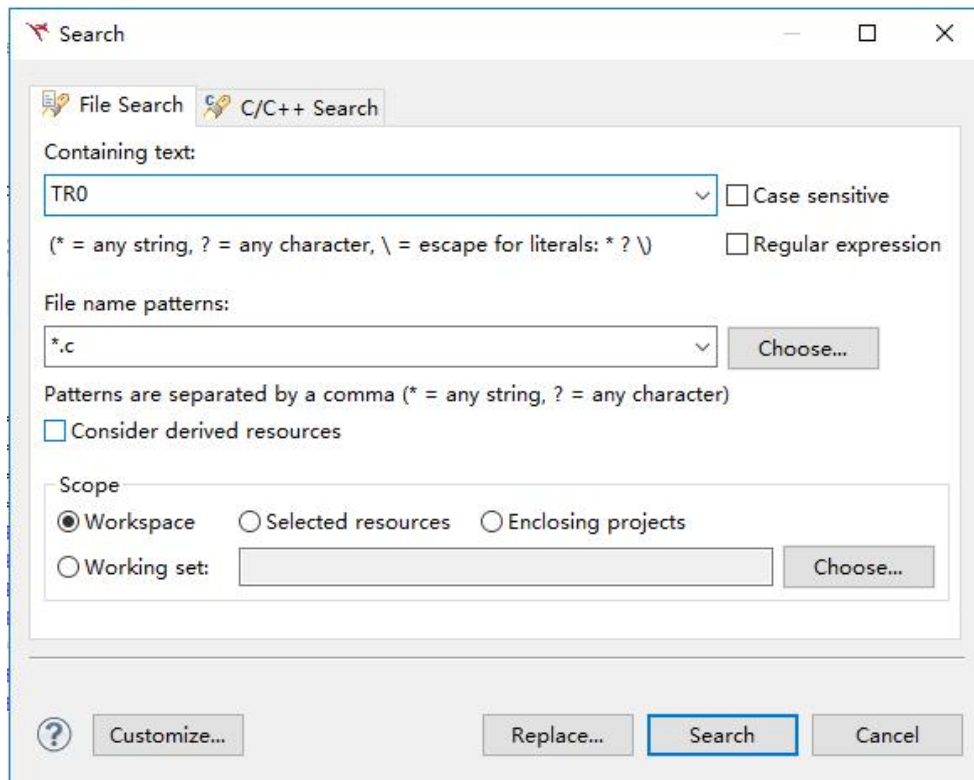 Search
File Search C/C++ Search
Containing text:
TR0 Case sensitive
(* = any string, ? = any character, \ = escape for literals: * ? \) Regular expression
File name patterns:
*.c Choose...
Patterns are separated by a comma (* = any string, ? = any character)
Consider derived resources
Scope
Workspace Selected resources Enclosing projects
Working set: Choose...
? Customize... Replace... Search Cancel